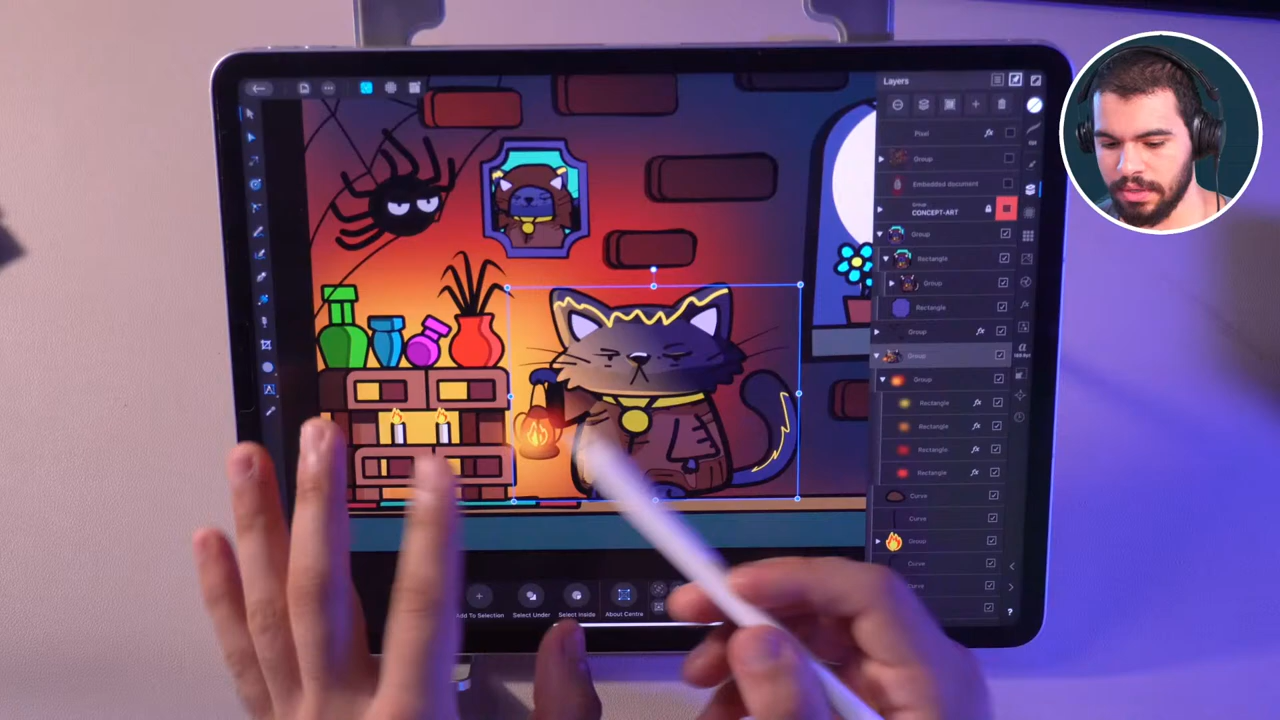 Layers
Pixel
Group
Embedded document
Group
CONCEPT-ART
Group
Rectangle
Group
Rectangle
Group
Group
Group
Rectangle
Rectangle
Rectangle
Rectangle
Curve
Curve
Group
Curve
Curve
Add To Selection
Select Under
Select Inside
About Centre
?